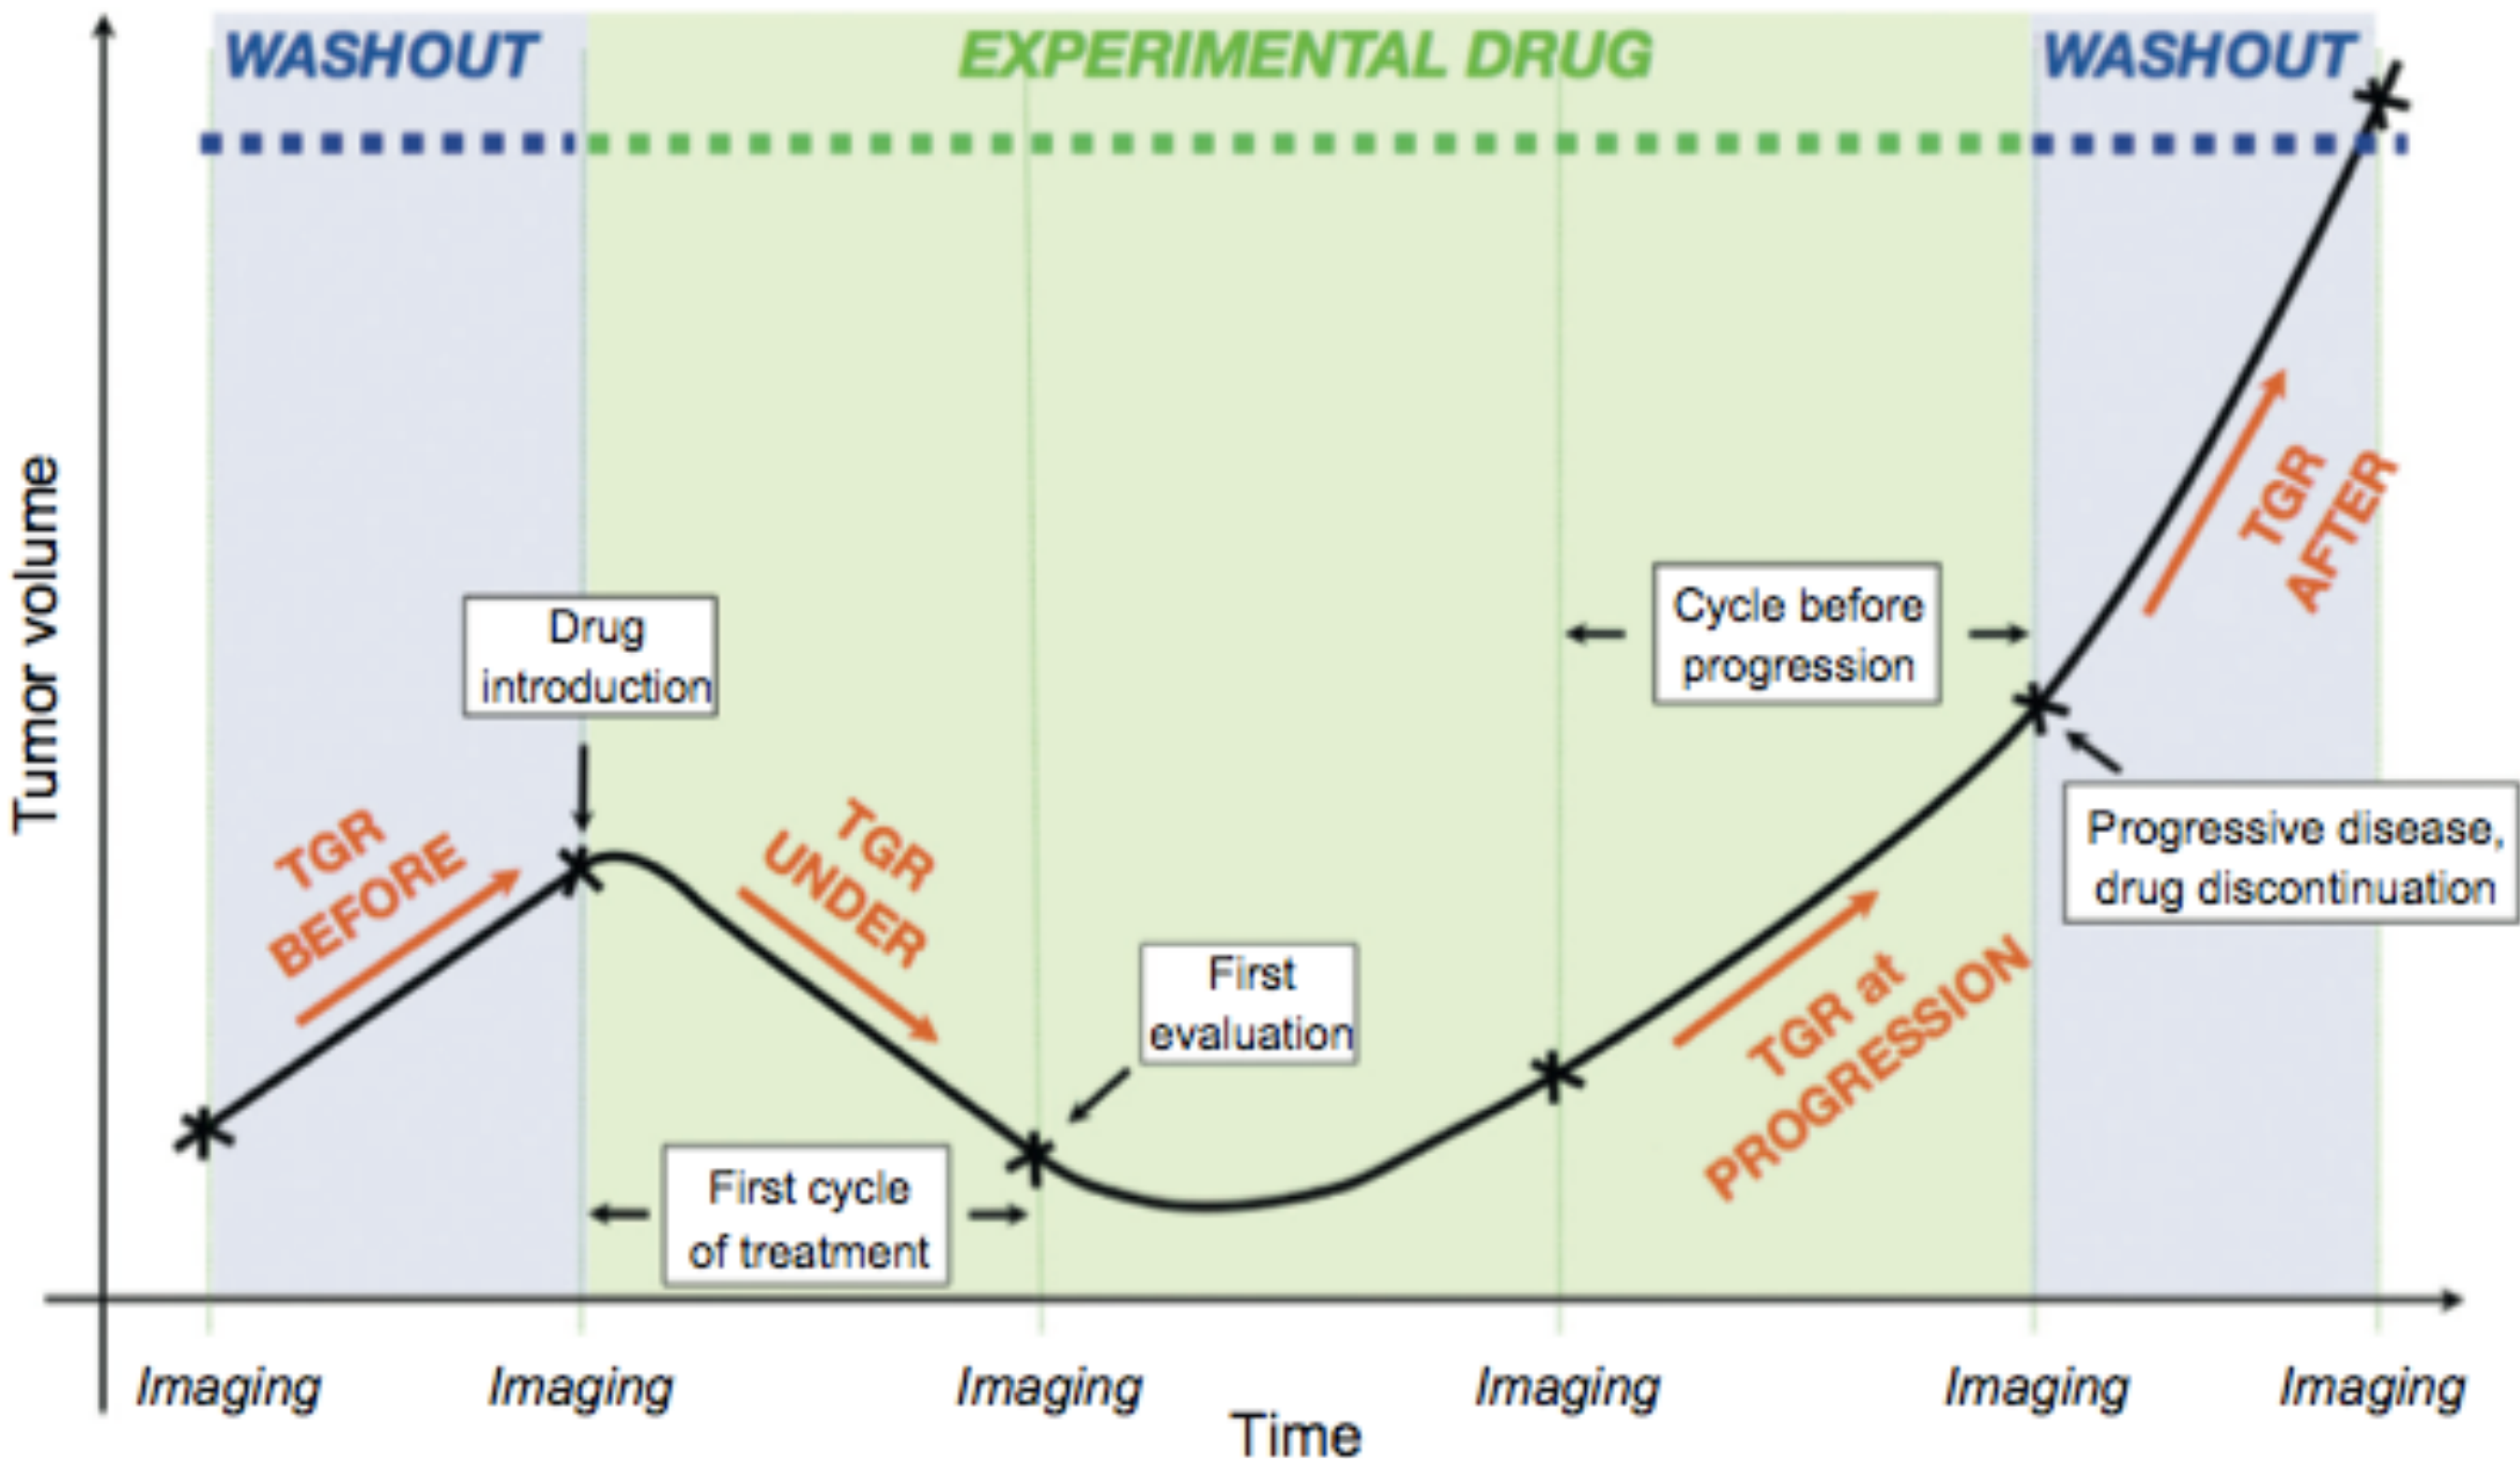 WASHOUT
EXPERIMENTAL DRUG
WASHOUT
Tumor volume
TGR
BEFORE
Drug
introduction
TGR
UNDER
First
evaluation
First cycle
of treatment
Cycle before
progression
TGR at
PROGRESSION
TGR
AFTER
Progressive disease,
drug discontinuation
Imaging
Imaging
Imaging
Imaging
Imaging
Imaging
Time